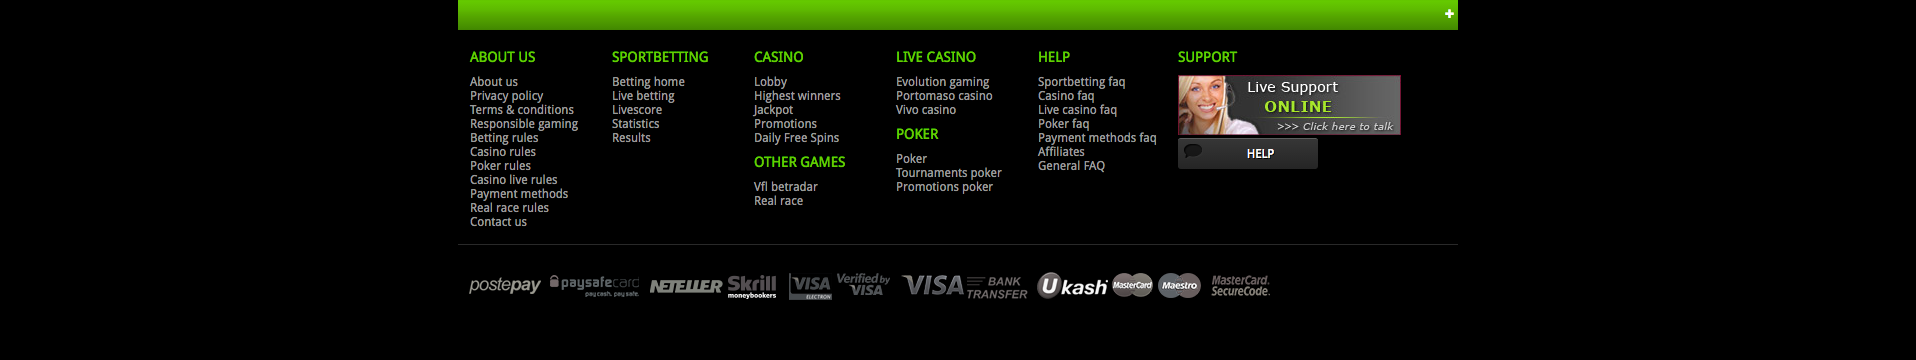 ABOUT US
About us
Privacy policy
Terms & conditions
Responsible gaming
Betting rules
Casino rules
Poker rules
Casino live rules
Payment methods
Real race rules
Contact us
SPORTBETTING
Betting home
Live betting
Livescore
Statistics
Results
CASINO
Lobby
Highest winners
Jackpot
Promotions
Daily Free Spins
OTHER GAMES
Vfl betradar
Real race
LIVE CASINO
Evolution gaming
Portomaso casino
Vivo casino
POKER
Poker
Tournaments poker
Promotions poker
HELP
Sportbetting faq
Casino faq
Live casino faq
Poker faq
Payment methods faq
Affiliates
General FAQ
SUPPORT
Live Support
ONLINE
>>> Click here to talk
HELP
postepay
paysafecard
pay cash. pay safe.
NETELLER
Skrill
moneybookers
VISA
ELECTRON
Verified by
VISA
VISA
BANK
TRANSFER
Ukash
MasterCard
Maestro
MasterCard.
SecureCode.